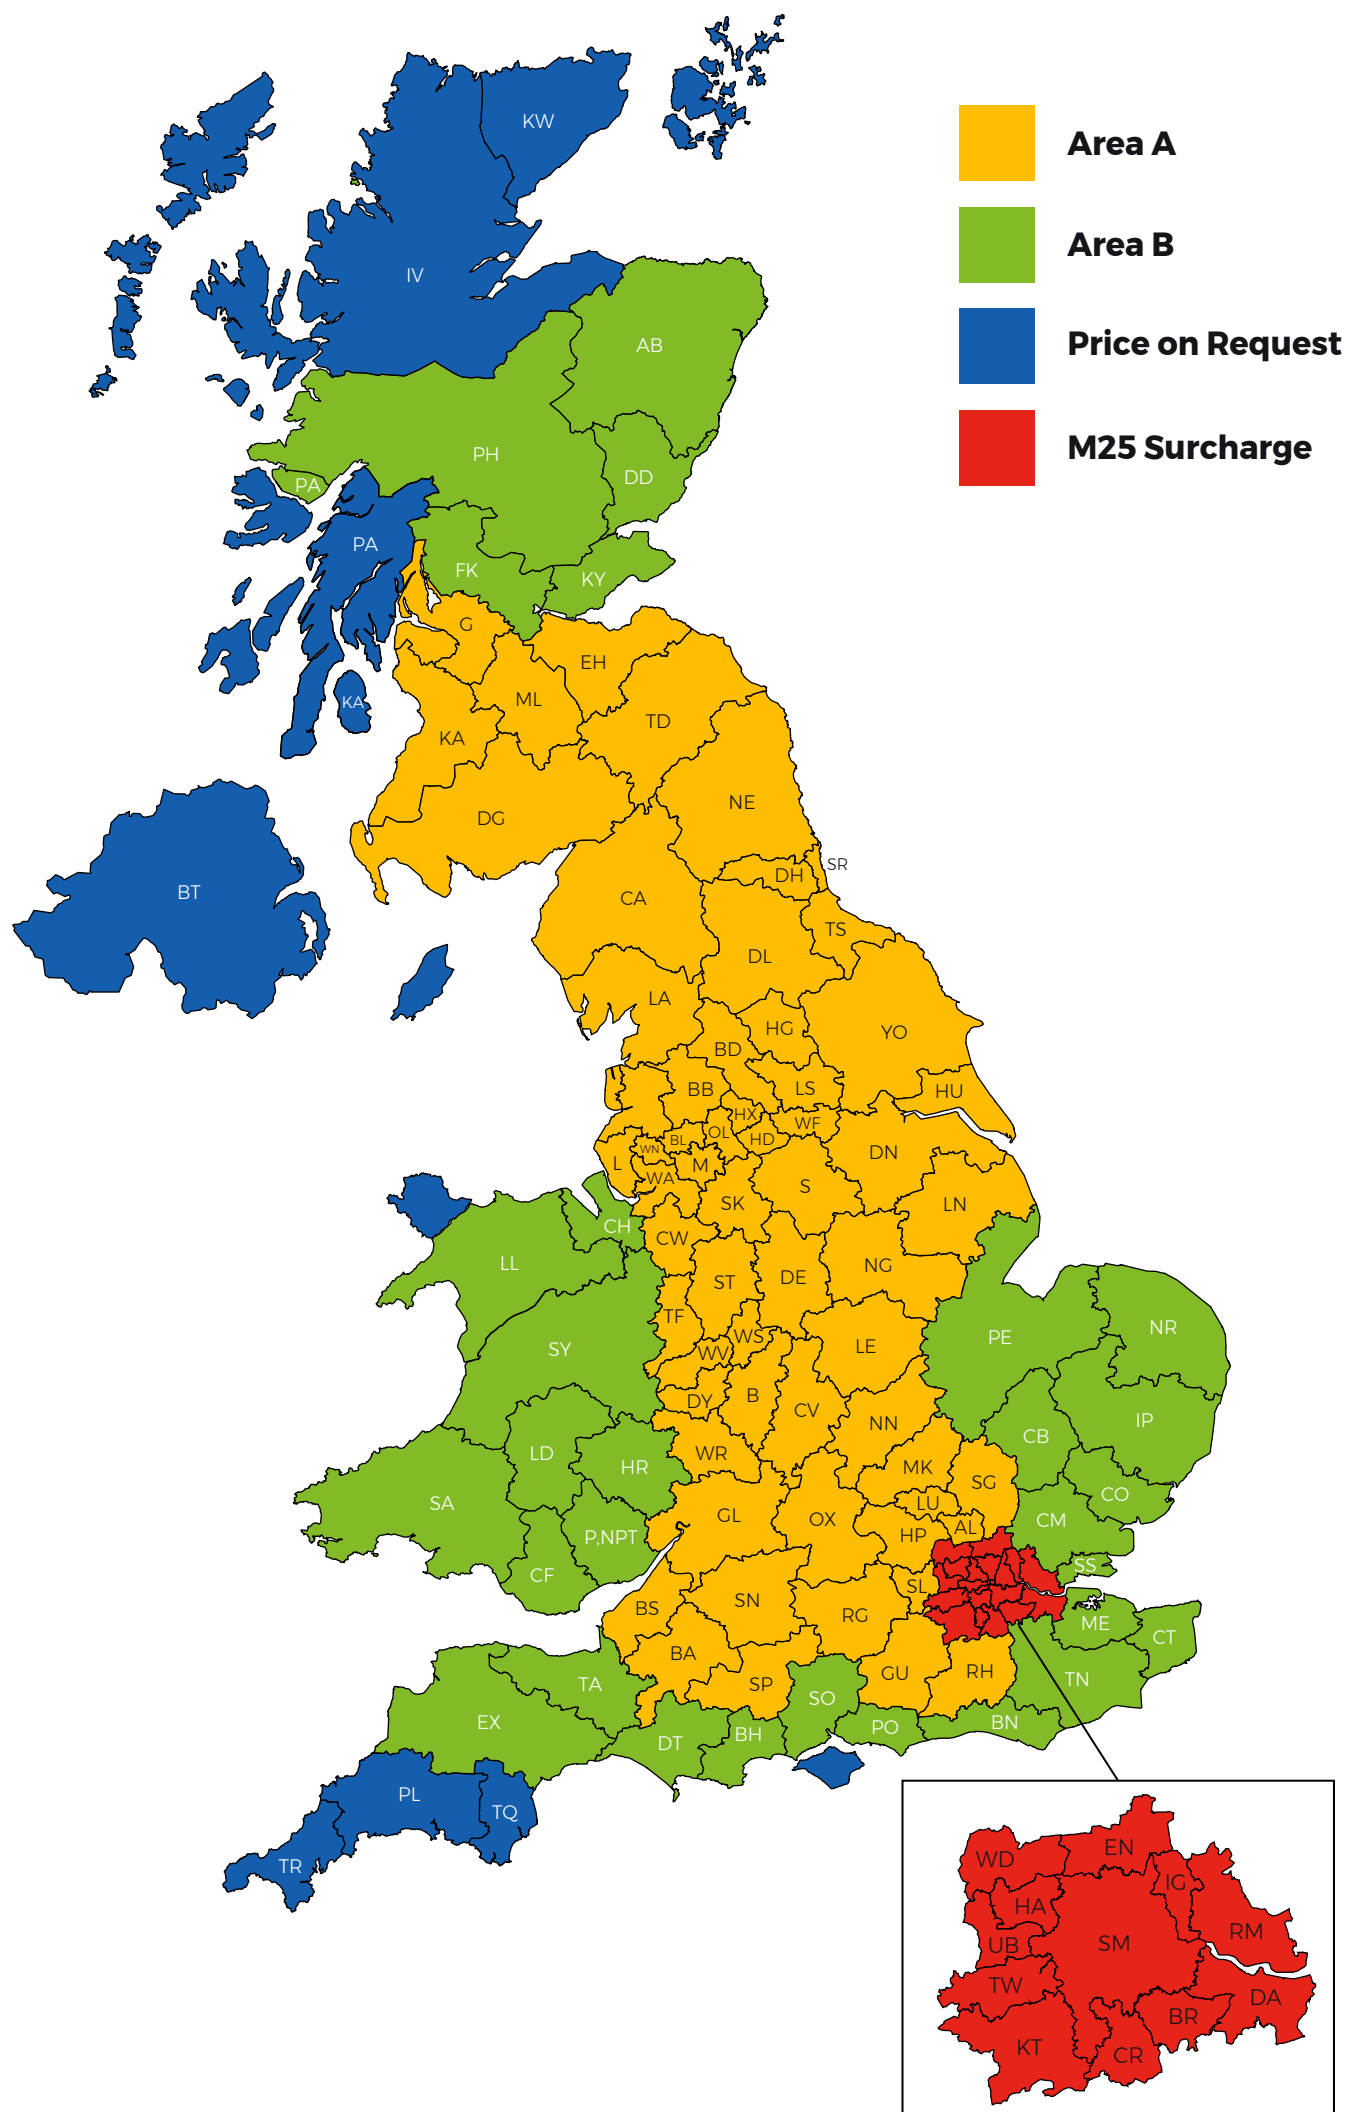 Area A
Area B
Price on Request
M25 Surcharge
KW
IV
AB
PH
DD
PA
PA
FK
KY
G
EH
ML
KA
TD
KA
NE
DG
SR
DH
BT
CA
TS
DL
LA
HG
YO
BD
LS
BB
HU
HX
WF
OL
BL
HD
WN
DN
L
M
WA
S
SK
LN
CH
CW
LL
NG
DE
ST
TF
NR
WS
PE
LE
SY
WV
B
DY
CV
IP
NN
CB
WR
LD
HR
MK
SG
CO
SA
LU
GL
OX
CM
AL
HP
P,NPT
SS
CF
SL
SN
BS
RG
ME
CT
BA
RH
GU
TN
TA
SP
SO
EX
BN
PO
BH
DT
PL
TQ
TR
EN
WD
IG
HA
RM
SM
UB
TW
DA
BR
KT
CR